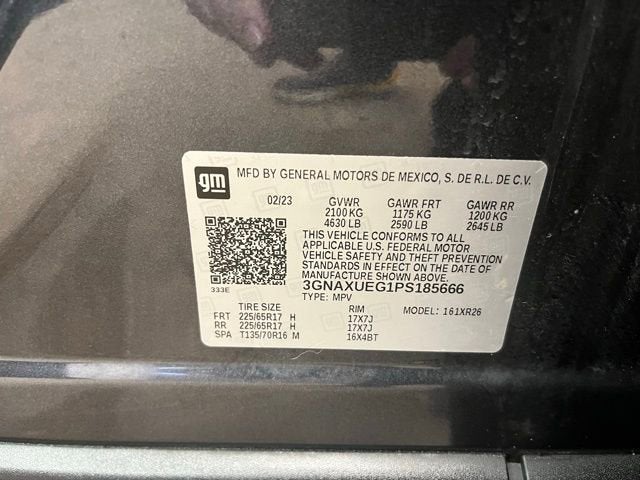 gm
MFD BY GENERAL MOTORS DE MEXICO, S. DE R.L. DE C.V.
02/23 GVWR GAWR FRT GAWR RR
2100 KG 1175 KG 1200 KG
4630 LB 2590 LB 2645 LB
THIS VEHICLE CONFORMS TO ALL
APPLICABLE U.S. FEDERAL MOTOR
VEHICLE SAFETY AND THEFT PREVENTION
STANDARDS IN EFFECT ON THE DATE OF
MANUFACTURE SHOWN ABOVE.
3GNAXUEG1PS185666
333E TYPE: MPV
TIRE SIZE RIM MODEL: 161XR26
FRT 225/65R17 H 17X7J
RR 225/65R17 H 17X7J
SPA T135/70R16 M 16X4BT